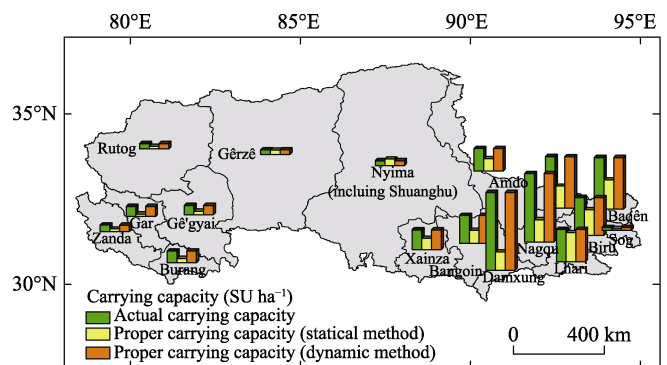 80°E 85°E 90°E 95°E
35°N
30°N
Rutog
Gêrzê
Nyima
(incluing Shuanghu)
Amdo
Gar
Gê'gyai
Zanda
Burang
Xainza
Bangoin
Damxung
Nagqu
Lhari
Biru
Sog
Baqên
Carrying capacity (SU ha⁻¹)
Actual carrying capacity
Proper carrying capacity (statical method)
Proper carrying capacity (dynamic method)
0 400 km